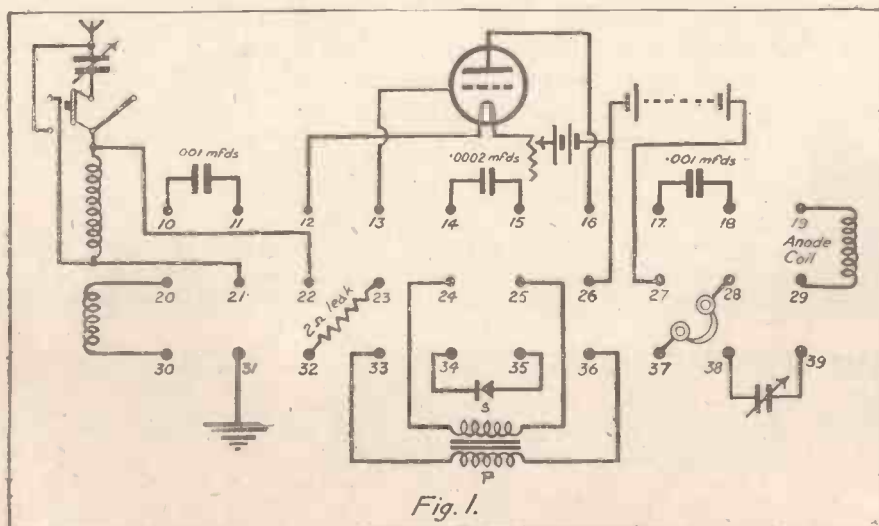 .001 mfds
.0002 mfds
.001 mfds
10 11 12 13 14 15 16 17 18 19
Anode
Coil
20 21 22 23 24 25 26 27 28 29
2Ω leak
30 31 32 33 34 35 36 37 38 39
S
P
Fig. 1.